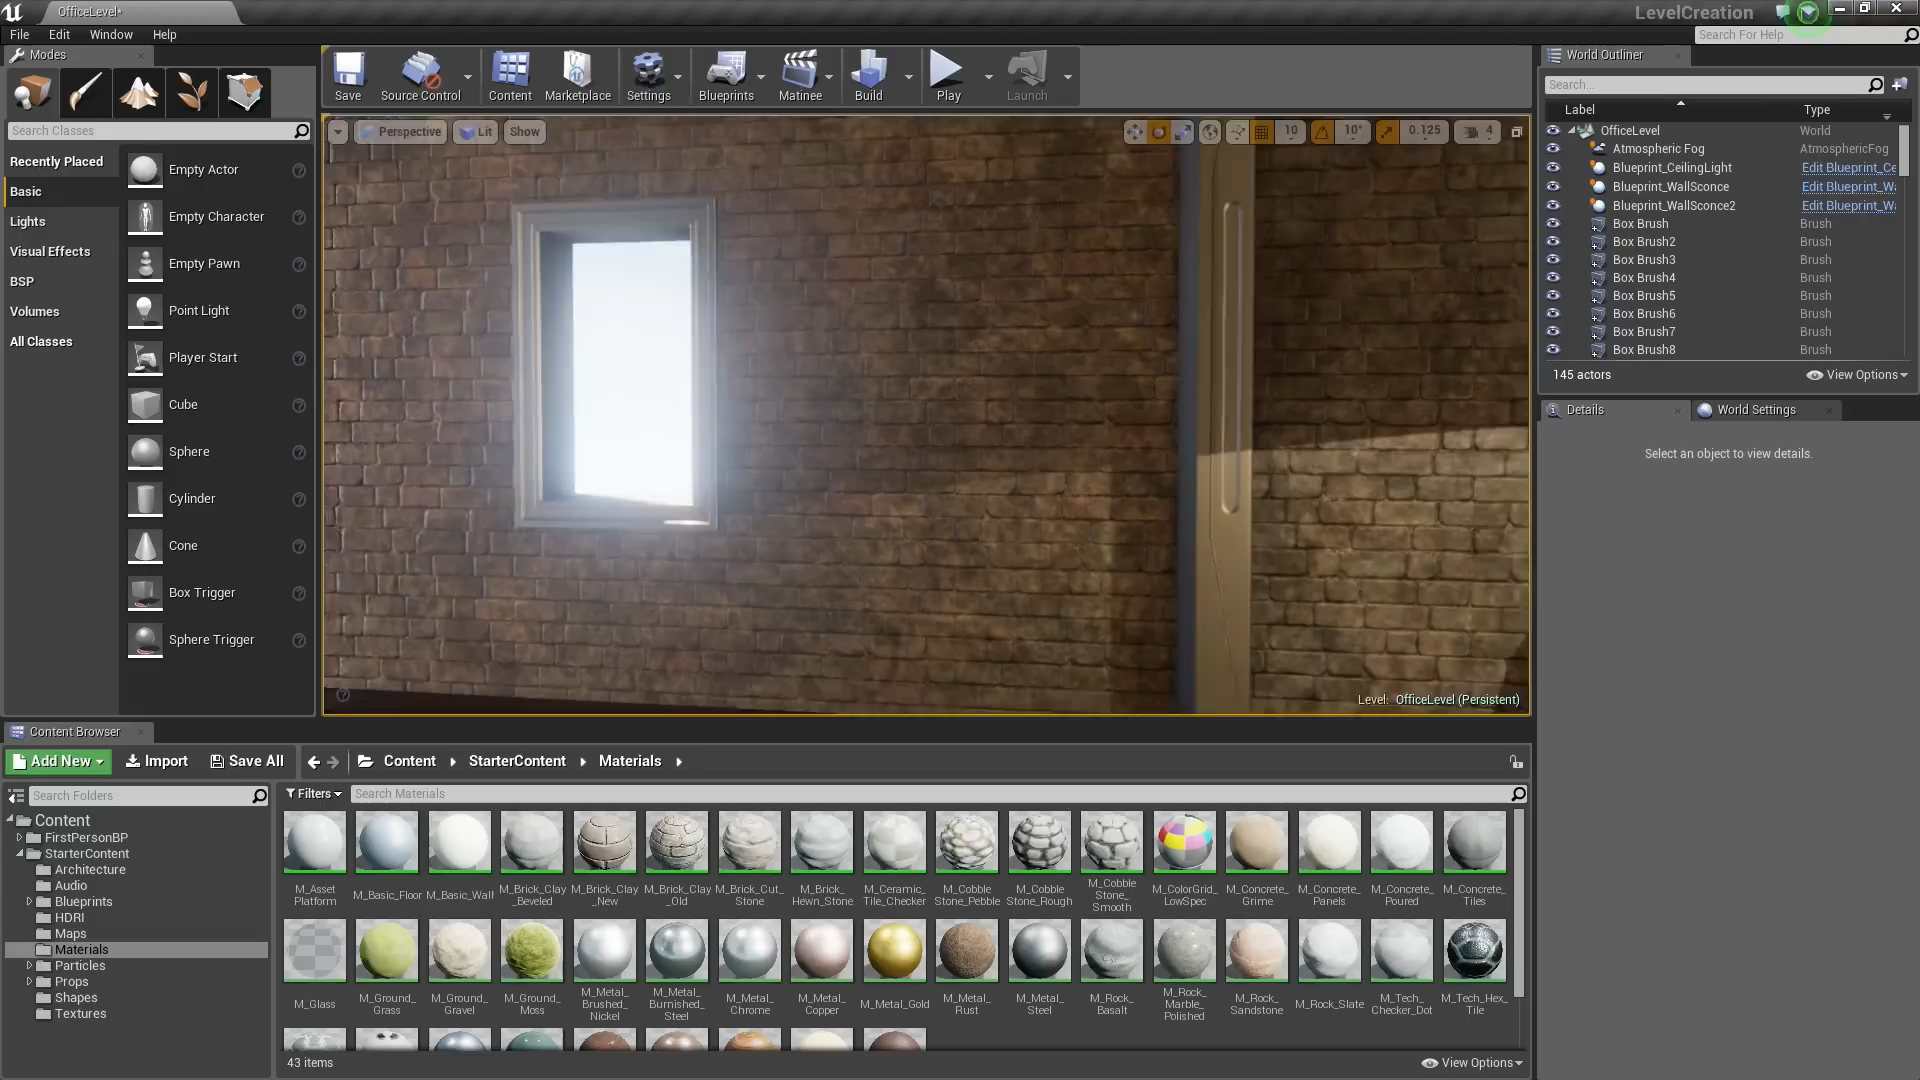 OfficeLevel*
LevelCreation
File Edit Window Help
Search For Help
Modes
Search Classes
Recently Placed
Basic
Lights
Visual Effects
BSP
Volumes
All Classes
Empty Actor
Empty Character
Empty Pawn
Point Light
Player Start
Cube
Sphere
Cylinder
Cone
Box Trigger
Sphere Trigger
Save Source Control Content Marketplace Settings Blueprints Matinee Build Play Launch
Perspective Lit Show
10 10° 0.125 4
Level: OfficeLevel (Persistent)
World Outliner
Search...
Label Type
OfficeLevel World
Atmospheric Fog AtmosphericFog
Blueprint_CeilingLight Edit Blueprint_Ce
Blueprint_WallSconce Edit Blueprint_Wa
Blueprint_WallSconce2 Edit Blueprint_Wa
Box Brush Brush
Box Brush2 Brush
Box Brush3 Brush
Box Brush4 Brush
Box Brush5 Brush
Box Brush6 Brush
Box Brush7 Brush
Box Brush8 Brush
145 actors View Options
Details World Settings
Select an object to view details.
Content Browser
Add New Import Save All Content StarterContent Materials
Search Folders
Content
FirstPersonBP
StarterContent
Architecture
Audio
Blueprints
HDRI
Maps
Materials
Particles
Props
Shapes
Textures
Filters Search Materials
M_Asset
Platform
M_Basic_Floor
M_Basic_Wall
M_Brick_Clay
_Beveled
M_Brick_Clay
_New
M_Brick_Clay
_Old
M_Brick_Cut_
Stone
M_Brick_
Hewn_Stone
M_Ceramic_
Tile_Checker
M_Cobble
Stone_Pebble
M_Cobble
Stone_Rough
M_Cobble
Stone_
Smooth
M_ColorGrid_
LowSpec
M_Concrete_
Grime
M_Concrete_
Panels
M_Concrete_
Poured
M_Concrete_
Tiles
M_Glass
M_Ground_
Grass
M_Ground_
Gravel
M_Ground_
Moss
M_Metal_
Brushed_
Nickel
M_Metal_
Burnished_
Steel
M_Metal_
Chrome
M_Metal_
Copper
M_Metal_Gold
M_Metal_
Rust
M_Metal_
Steel
M_Rock_
Basalt
M_Rock_
Marble_
Polished
M_Rock_
Sandstone
M_Rock_Slate
M_Tech_
Checker_Dot
M_Tech_Hex_
Tile
43 items View Options